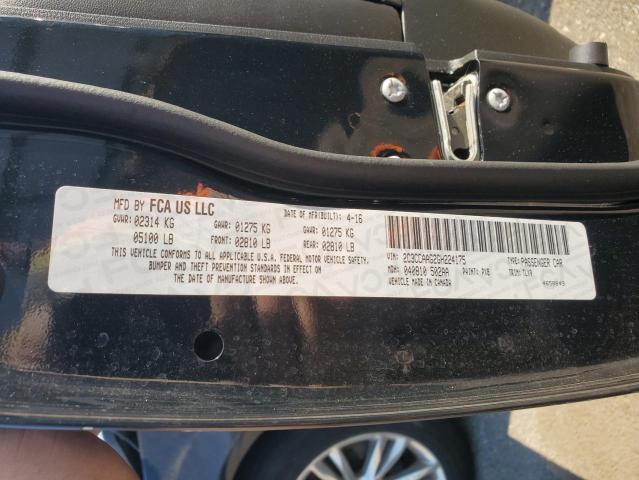 MFD BY FCA US LLC
DATE OF MFR(BUILT): 4-16
GVWR: 02314 KG GAWR: 01275 KG GAWR: 01275 KG
05100 LB FRONT: 02810 LB REAR: 02810 LB
THIS VEHICLE CONFORMS TO ALL APPLICABLE U.S.A. FEDERAL MOTOR VEHICLE SAFETY,
BUMPER AND THEFT PREVENTION STANDARDS IN EFFECT ON
THE DATE OF MANUFACTURE SHOWN ABOVE.
VIN: 2C3CCAAG2GH224175 TYPE: PASSENGER CAR
MDH: 040810 502AA PAINT: PX8 TRIM: LTX9
VEHICLE MADE IN CANADA